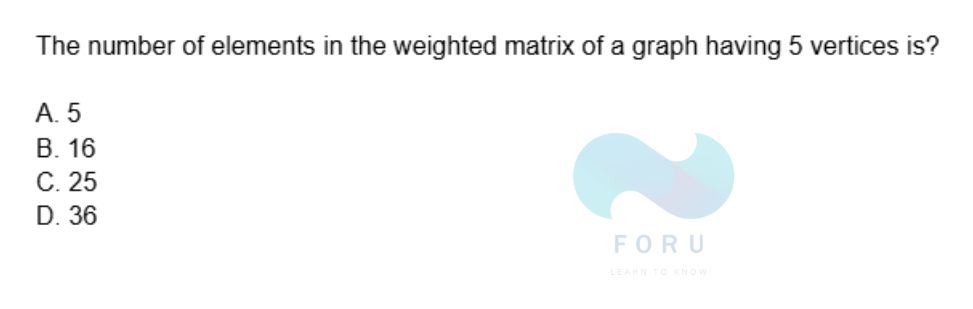 The number of elements in the weighted matrix of a graph having 5 vertices is?
A. 5
B. 16
C. 25
D. 36
FORU
LEARN TO KNOW